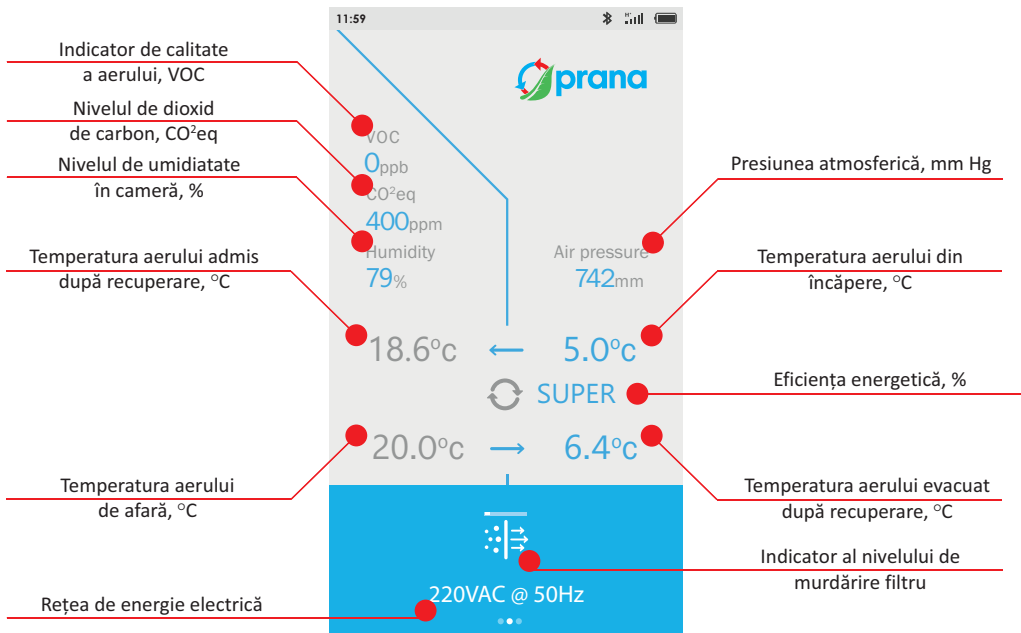 11:59
prana
Indicator de calitate
a aerului, VOC
Nivelul de dioxid
de carbon, CO²eq
Nivelul de umidiatate
în cameră, %
Temperatura aerului admis
după recuperare, °C
Temperatura aerului
de afară, °C
Rețea de energie electrică
VOC
0ppb
CO²eq
400ppm
Humidity
79%
Air pressure
742mm
18.6°c ← 5.0°c
SUPER
20.0°c → 6.4°c
220VAC @ 50Hz
Presiunea atmosferică, mm Hg
Temperatura aerului din
încăpere, °C
Eficiența energetică, %
Temperatura aerului evacuat
după recuperare, °C
Indicator al nivelului de
murdărire filtru